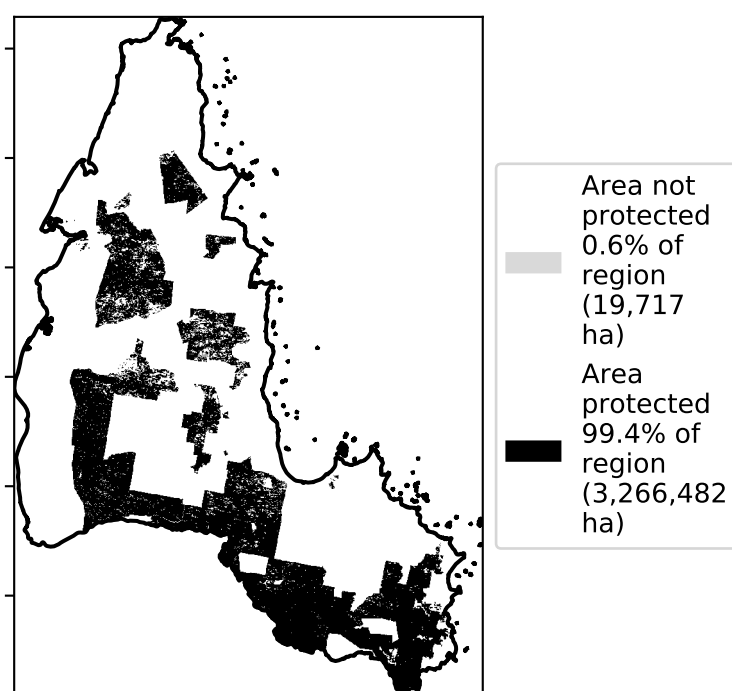 Area not
protected
0.6% of
region
(19,717
ha)
Area
protected
99.4% of
region
(3,266,482
ha)